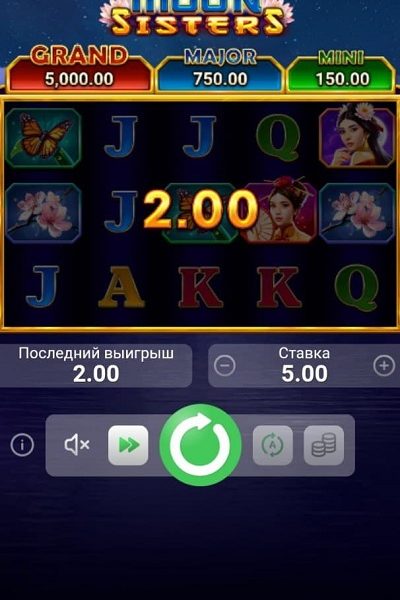 MOON
SISTERS
GRAND MAJOR MINI
5,000.00 750.00 150.00
J J Q
J 2.00
J A K K Q
Последний выигрыш Ставка
2.00 5.00
A